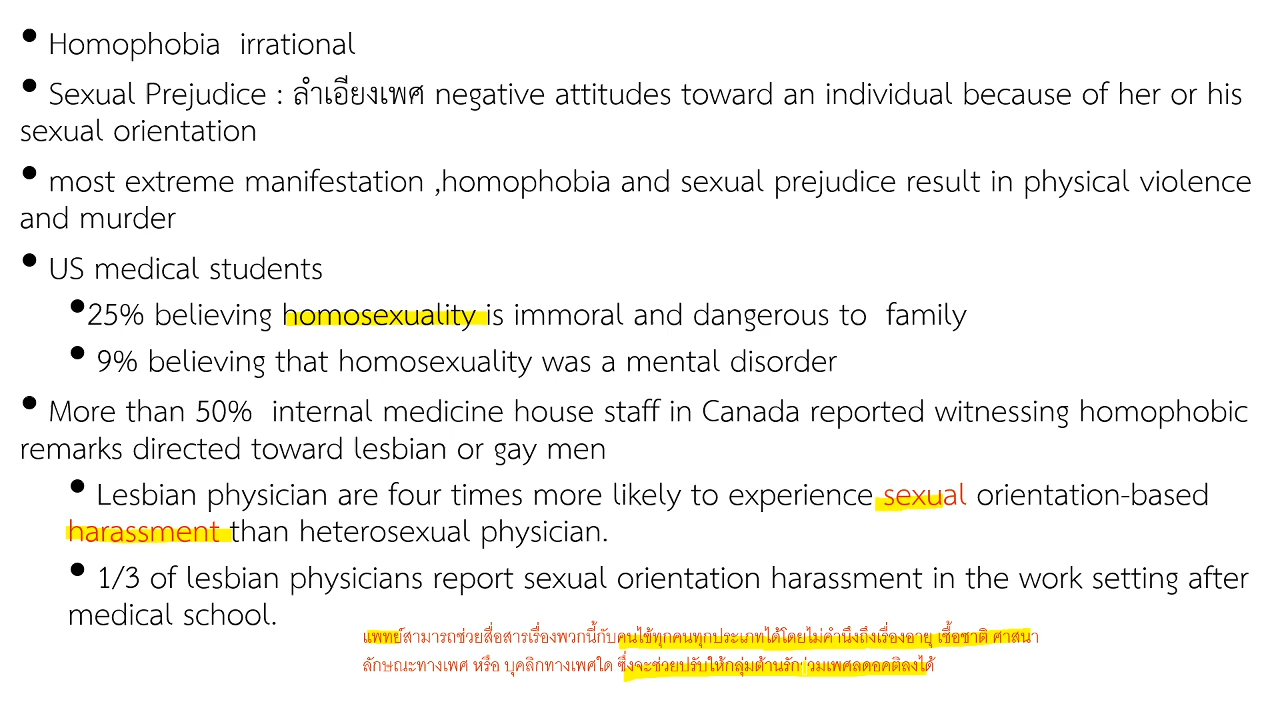 • Homophobia  irrational
• Sexual Prejudice : ลำเอียงเพศ negative attitudes toward an individual because of her or his
sexual orientation
• most extreme manifestation ,homophobia and sexual prejudice result in physical violence
and murder
• US medical students
•25% believing homosexuality is immoral and dangerous to  family
• 9% believing that homosexuality was a mental disorder
• More than 50%  internal medicine house staff in Canada reported witnessing homophobic
remarks directed toward lesbian or gay men
• Lesbian physician are four times more likely to experience sexual orientation-based
harassment than heterosexual physician.
• 1/3 of lesbian physicians report sexual orientation harassment in the work setting after
medical school.
แพทย์สามารถช่วยสื่อสารเรื่องพวกนี้กับคนไข้ทุกคนทุกประเภทได้โดยไม่คำนึงถึงเรื่องอายุ เชื้อชาติ ศาสนา
ลักษณะทางเพศ หรือ บุคลิกทางเพศใด ซึ่งจะช่วยปรับให้กลุ่มต้านรักร่วมเพศลดอคติลงได้